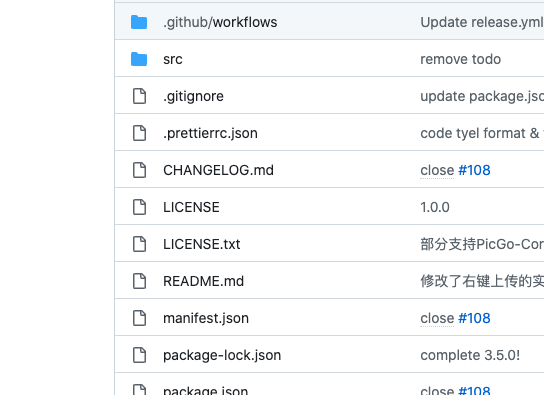 .github/workflows Update release.yml
src remove todo
.gitignore update package.jsc
.prettierrc.json code tyel format &
CHANGELOG.md close #108
LICENSE 1.0.0
LICENSE.txt 部分支持PicGo-Cor
README.md 修改了右键上传的实
manifest.json close #108
package-lock.json complete 3.5.0!
package.json close #108